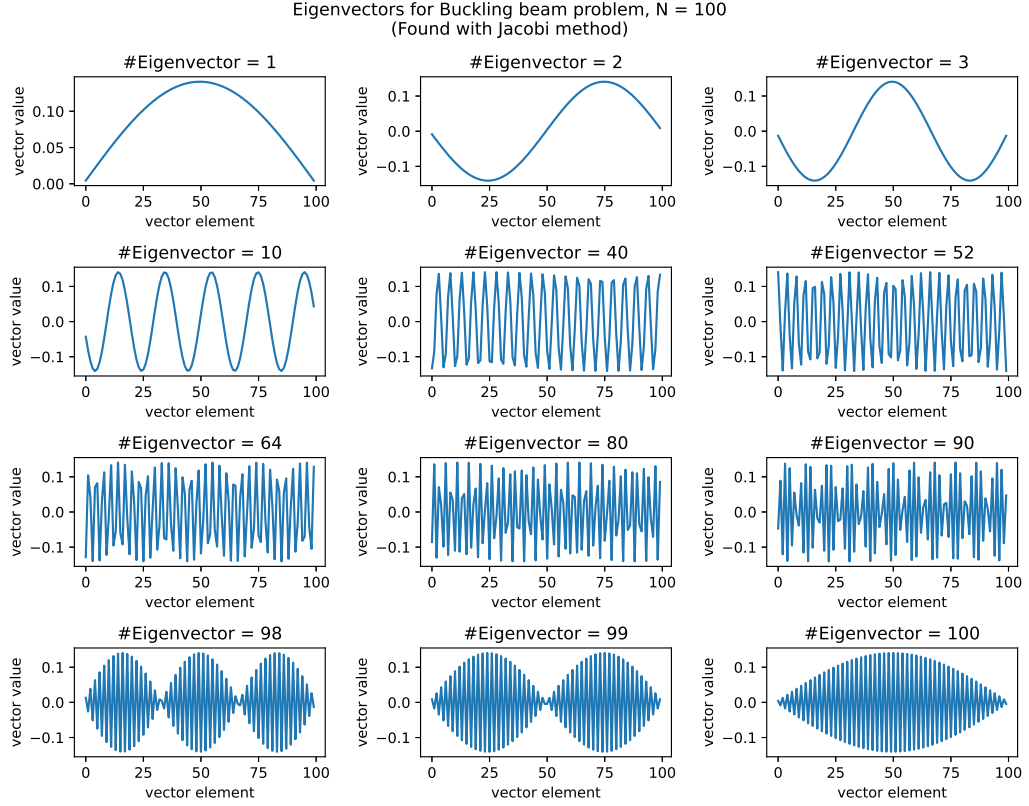 Eigenvectors for Buckling beam problem, N = 100
(Found with Jacobi method)
#Eigenvector = 1
vector value
0.10
0.05
0.00
0 25 50 75 100
vector element
#Eigenvector = 2
vector value
0.1
0.0
−0.1
0 25 50 75 100
vector element
#Eigenvector = 3
vector value
0.1
0.0
−0.1
0 25 50 75 100
vector element
#Eigenvector = 10
vector value
0.1
0.0
−0.1
0 25 50 75 100
vector element
#Eigenvector = 40
vector value
0.1
0.0
−0.1
0 25 50 75 100
vector element
#Eigenvector = 52
vector value
0.1
0.0
−0.1
0 25 50 75 100
vector element
#Eigenvector = 64
vector value
0.1
0.0
−0.1
0 25 50 75 100
vector element
#Eigenvector = 80
vector value
0.1
0.0
−0.1
0 25 50 75 100
vector element
#Eigenvector = 90
vector value
0.1
0.0
−0.1
0 25 50 75 100
vector element
#Eigenvector = 98
vector value
0.1
0.0
−0.1
0 25 50 75 100
vector element
#Eigenvector = 99
vector value
0.1
0.0
−0.1
0 25 50 75 100
vector element
#Eigenvector = 100
vector value
0.1
0.0
−0.1
0 25 50 75 100
vector element